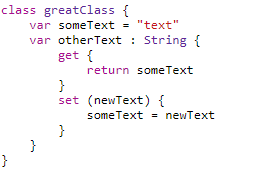 class greatClass {
    var someText = "text"
    var otherText : String {
        get {
            return someText
        }
        set (newText) {
            someText = newText
        }
    }
}